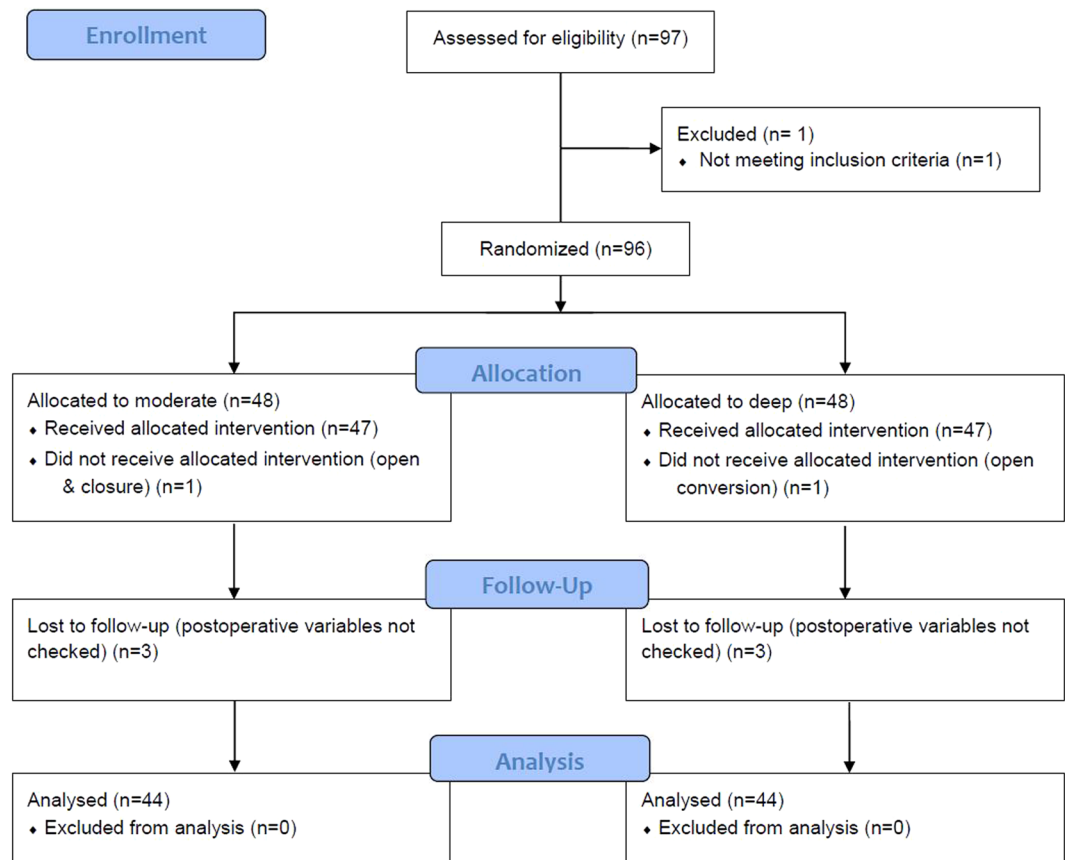 Enrollment
Assessed for eligibility (n=97)
Excluded (n= 1)
♦ Not meeting inclusion criteria (n=1)
Randomized (n=96)
Allocation
Allocated to moderate (n=48)
♦ Received allocated intervention (n=47)
♦ Did not receive allocated intervention (open
& closure) (n=1)
Allocated to deep (n=48)
♦ Received allocated intervention (n=47)
♦ Did not receive allocated intervention (open
conversion) (n=1)
Follow-Up
Lost to follow-up (postoperative variables not
checked) (n=3)
Lost to follow-up (postoperative variables not
checked) (n=3)
Analysis
Analysed (n=44)
♦ Excluded from analysis (n=0)
Analysed (n=44)
♦ Excluded from analysis (n=0)